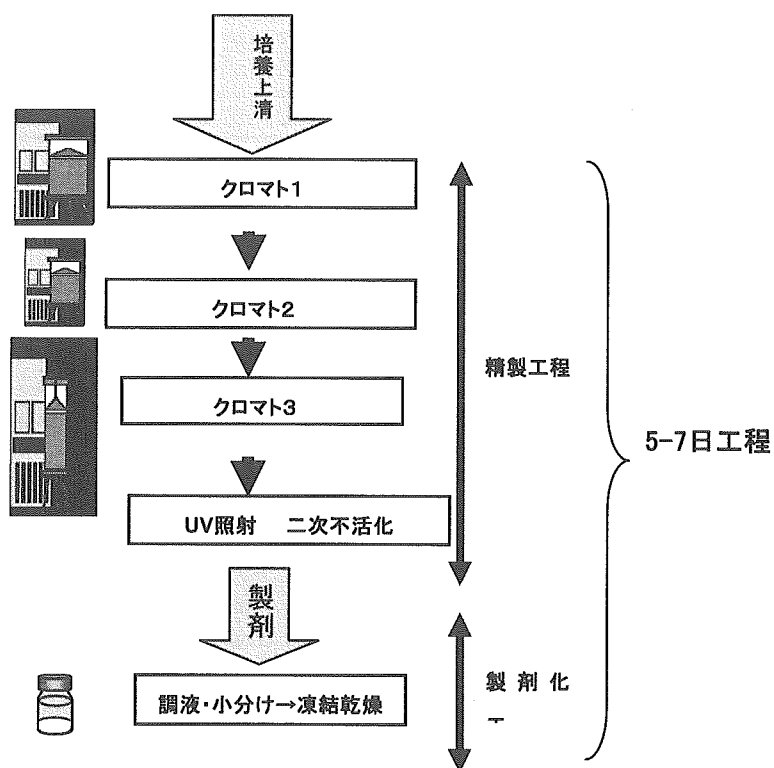 培養上清
クロマト1
クロマト2
クロマト3
精製工程
5-7日工程
UV照射 二次不活化
製剤
調液・小分け→凍結乾燥
製剤化